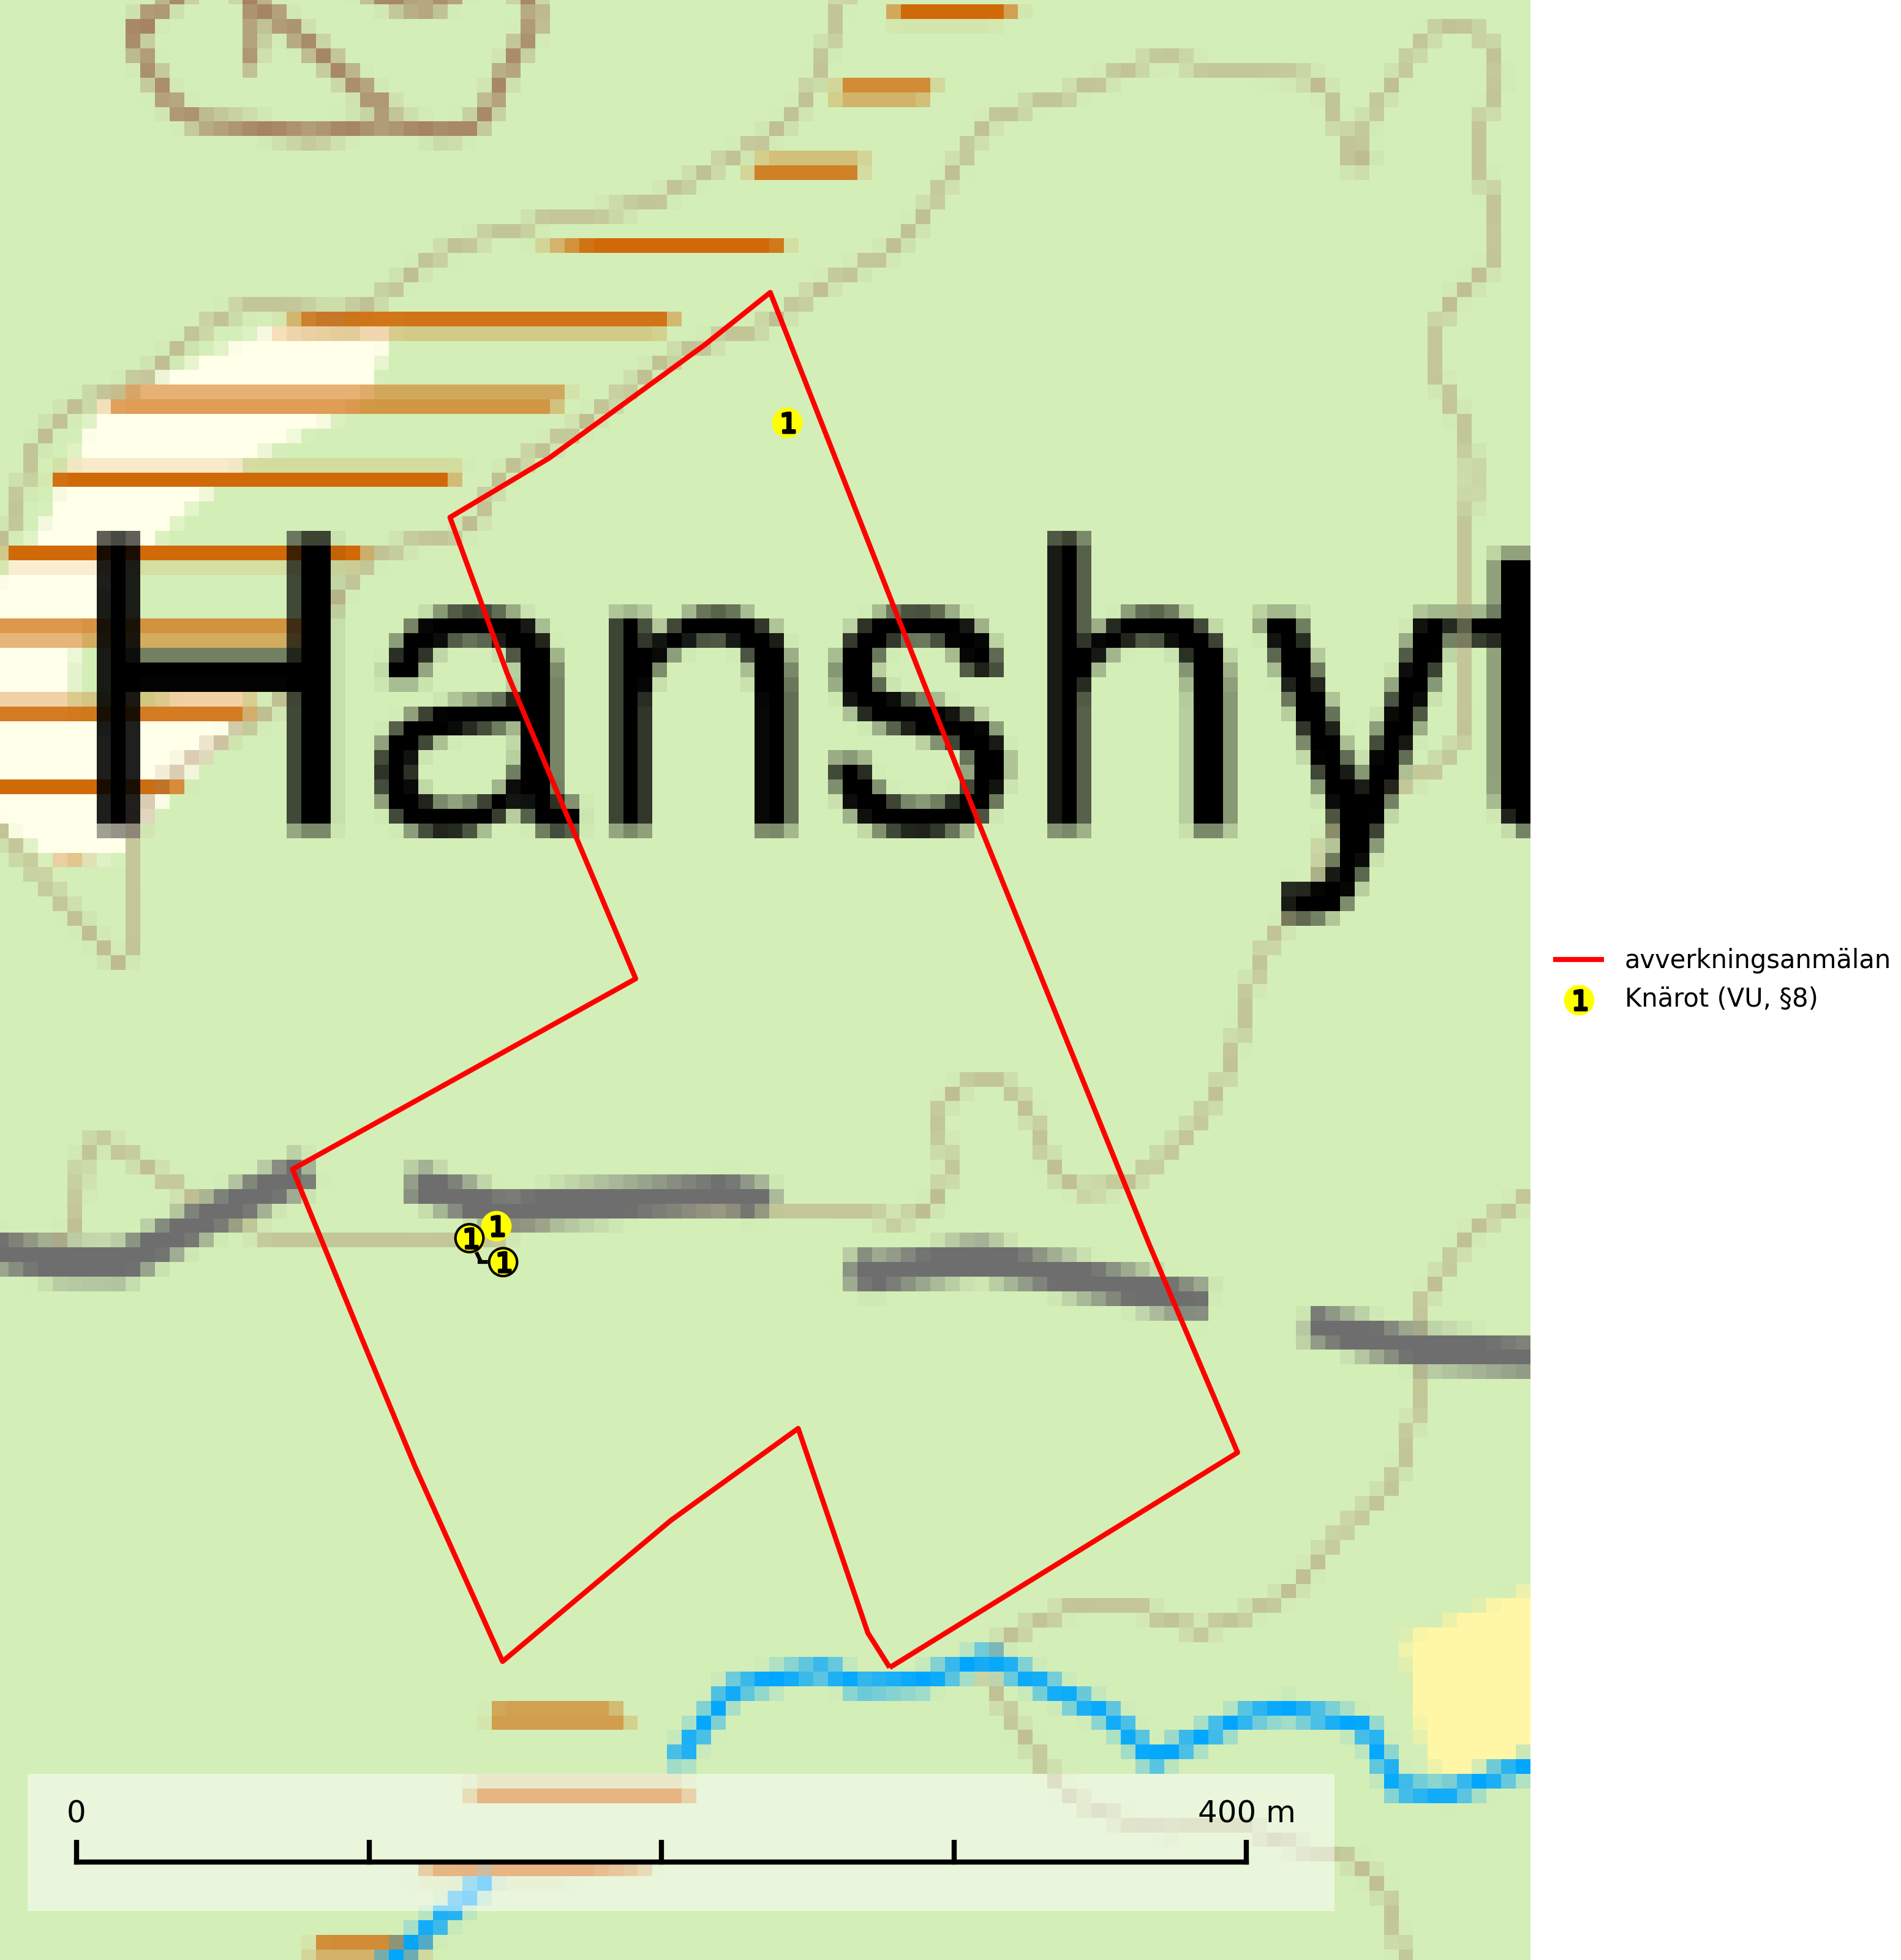 1
Hanshyt
1
1
1
avverkningsanmälan
1 Knärot (VU, §8)
0 400 m